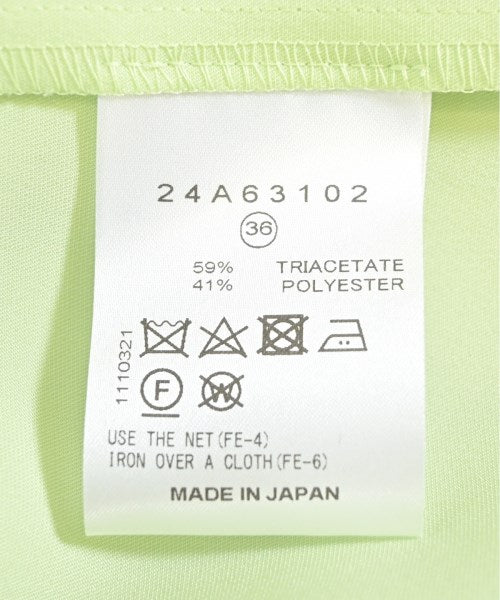 24A63102
36
59% TRIACETATE
41% POLYESTER
1110321
F W
USE THE NET(FE-4)
IRON OVER A CLOTH(FE-6)
MADE IN JAPAN